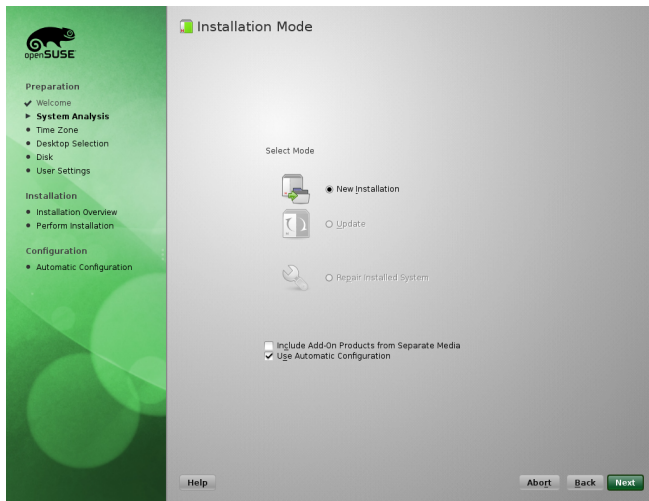 openSUSE
Preparation
Welcome
System Analysis
Time Zone
Desktop Selection
Disk
User Settings
Installation
Installation Overview
Perform Installation
Configuration
Automatic Configuration
Installation Mode
Select Mode
New Installation
Update
Repair Installed System
Include Add-On Products from Separate Media
Use Automatic Configuration
Help
Abort
Back
Next